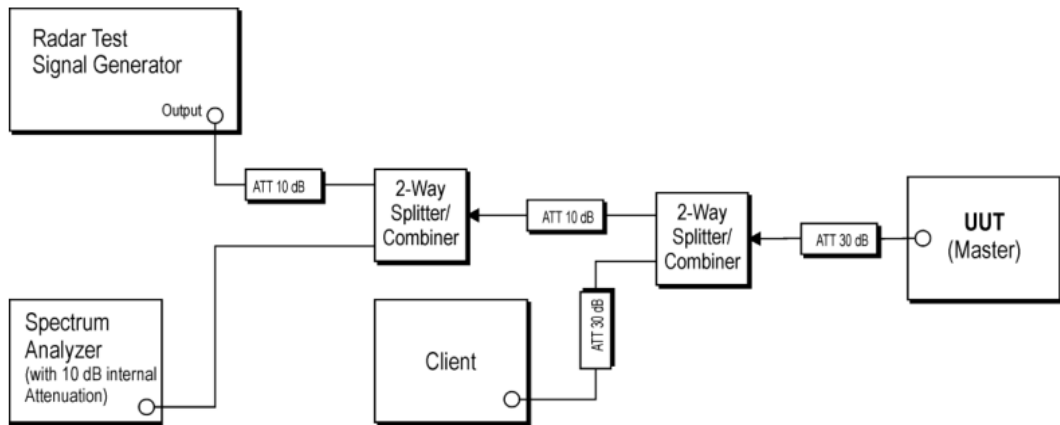 Radar Test
Signal Generator
Output
ATT 10 dB
2-Way
Splitter/
Combiner
ATT 10 dB
2-Way
Splitter/
Combiner
ATT 30 dB
UUT
(Master)
Spectrum
Analyzer
(with 10 dB internal
Attenuation)
Client
ATT 30 dB